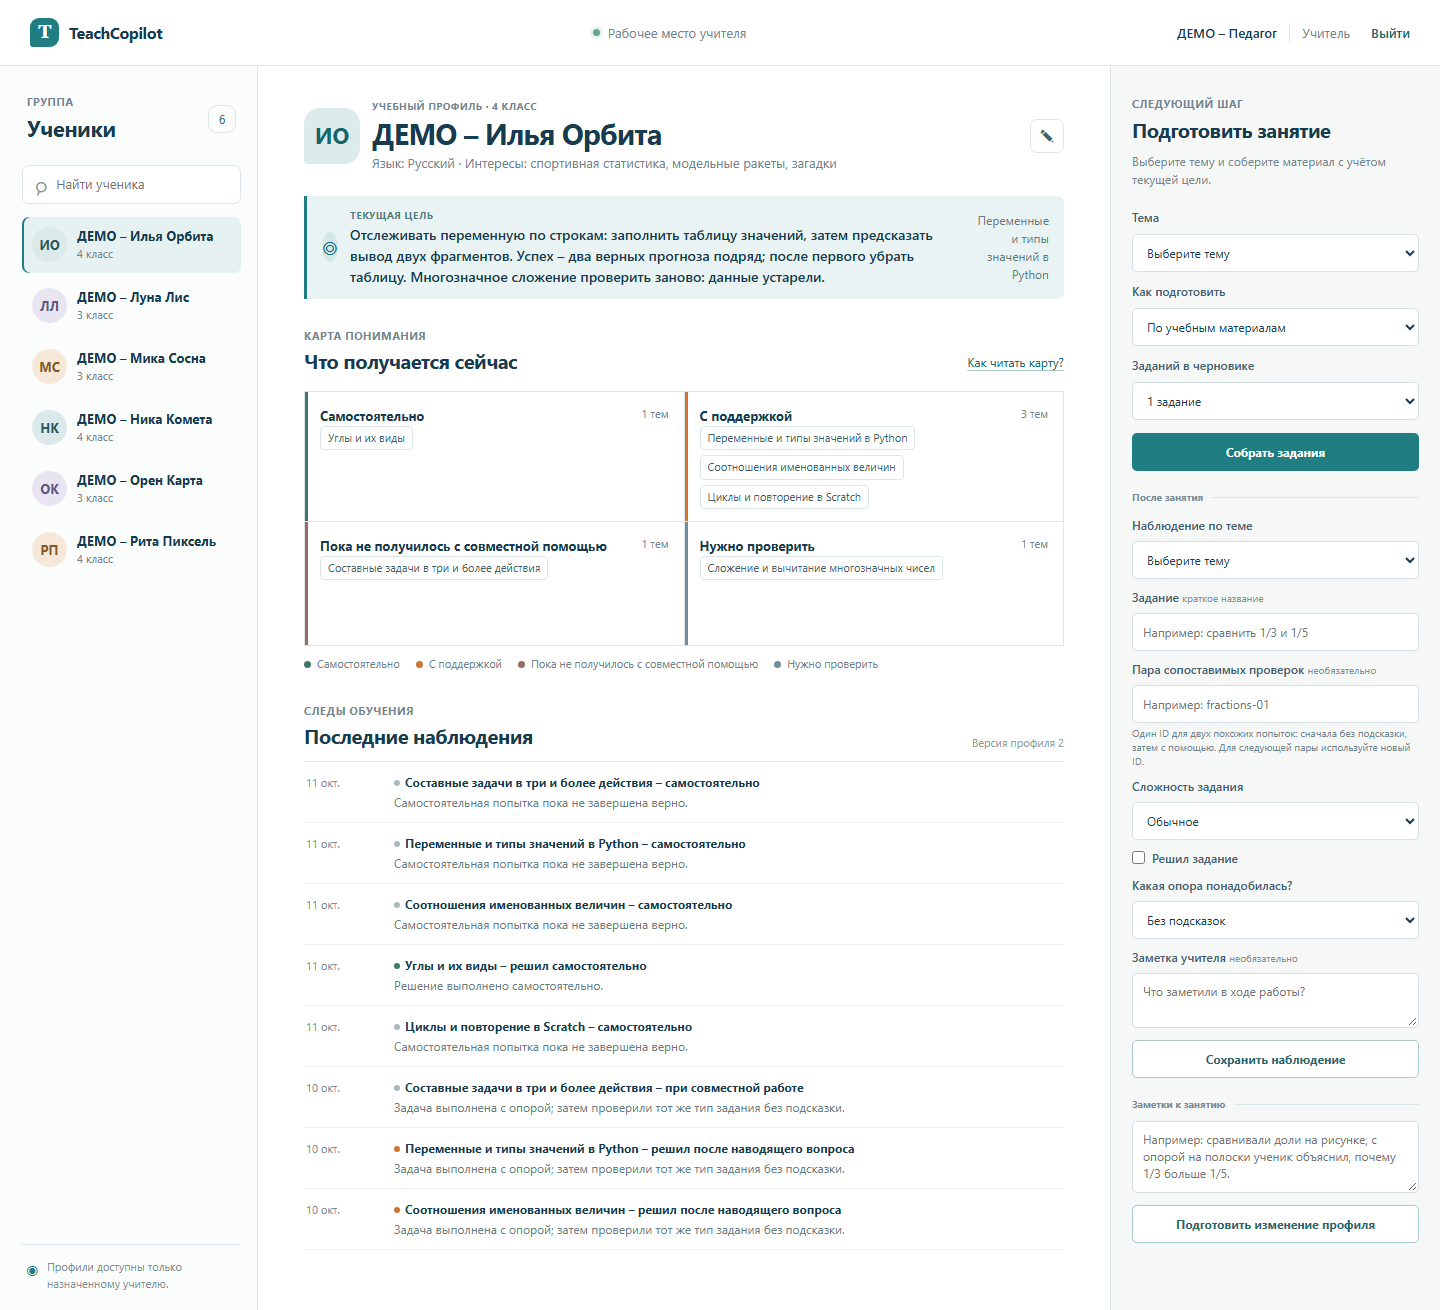 T TeachCopilot
Рабочее место учителя
ДЕМО – Педагог
Учитель
Выйти
ГРУППА
Ученики
6
Найти ученика
ИО
ДЕМО – Илья Орбита
4 класс
ЛЛ
ДЕМО – Луна Лис
3 класс
МС
ДЕМО – Мика Сосна
3 класс
НК
ДЕМО – Ника Комета
4 класс
ОК
ДЕМО – Орен Карта
3 класс
РП
ДЕМО – Рита Пиксель
4 класс
Профили доступны только
назначенному учителю.
ИО
УЧЕБНЫЙ ПРОФИЛЬ · 4 КЛАСС
ДЕМО – Илья Орбита
Язык: Русский · Интересы: спортивная статистика, модельные ракеты, загадки
ТЕКУЩАЯ ЦЕЛЬ
Отслеживать переменную по строкам: заполнить таблицу значений, затем предсказать
вывод двух фрагментов. Успех – два верных прогноза подряд; после первого убрать
таблицу. Многозначное сложение проверить заново: данные устарели.
Переменные
и типы
значений в
Python
КАРТА ПОНИМАНИЯ
Что получается сейчас
Как читать карту?
Самостоятельно
1 тем
Углы и их виды
С поддержкой
3 тем
Переменные и типы значений в Python
Соотношения именованных величин
Циклы и повторение в Scratch
Пока не получилось с совместной помощью
1 тем
Составные задачи в три и более действия
Нужно проверить
1 тем
Сложение и вычитание многозначных чисел
Самостоятельно
С поддержкой
Пока не получилось с совместной помощью
Нужно проверить
СЛЕДЫ ОБУЧЕНИЯ
Последние наблюдения
Версия профиля 2
11 окт.
Составные задачи в три и более действия – самостоятельно
Самостоятельная попытка пока не завершена верно.
11 окт.
Переменные и типы значений в Python – самостоятельно
Самостоятельная попытка пока не завершена верно.
11 окт.
Соотношения именованных величин – самостоятельно
Самостоятельная попытка пока не завершена верно.
11 окт.
Углы и их виды – решил самостоятельно
Решение выполнено самостоятельно.
11 окт.
Циклы и повторение в Scratch – самостоятельно
Самостоятельная попытка пока не завершена верно.
10 окт.
Составные задачи в три и более действия – при совместной работе
Задача выполнена с опорой; затем проверили тот же тип задания без подсказки.
10 окт.
Переменные и типы значений в Python – решил после наводящего вопроса
Задача выполнена с опорой; затем проверили тот же тип задания без подсказки.
10 окт.
Соотношения именованных величин – решил после наводящего вопроса
Задача выполнена с опорой; затем проверили тот же тип задания без подсказки.
СЛЕДУЮЩИЙ ШАГ
Подготовить занятие
Выберите тему и соберите материал с учётом
текущей цели.
Тема
Выберите тему
Как подготовить
По учебным материалам
Заданий в черновике
1 задание
Собрать задания
После занятия
Наблюдение по теме
Выберите тему
Задание краткое название
Например: сравнить 1/3 и 1/5
Пара сопоставимых проверок необязательно
Например: fractions-01
Один ID для двух похожих попыток: сначала без подсказки,
затем с помощью. Для следующей пары используйте новый
ID.
Сложность задания
Обычное
Решил задание
Какая опора понадобилась?
Без подсказок
Заметка учителя необязательно
Что заметили в ходе работы?
Сохранить наблюдение
Заметки к занятию
Например: сравнивали доли на рисунке, с
опорой на полоски ученик объяснил, почему
1/3 больше 1/5.
Подготовить изменение профиля